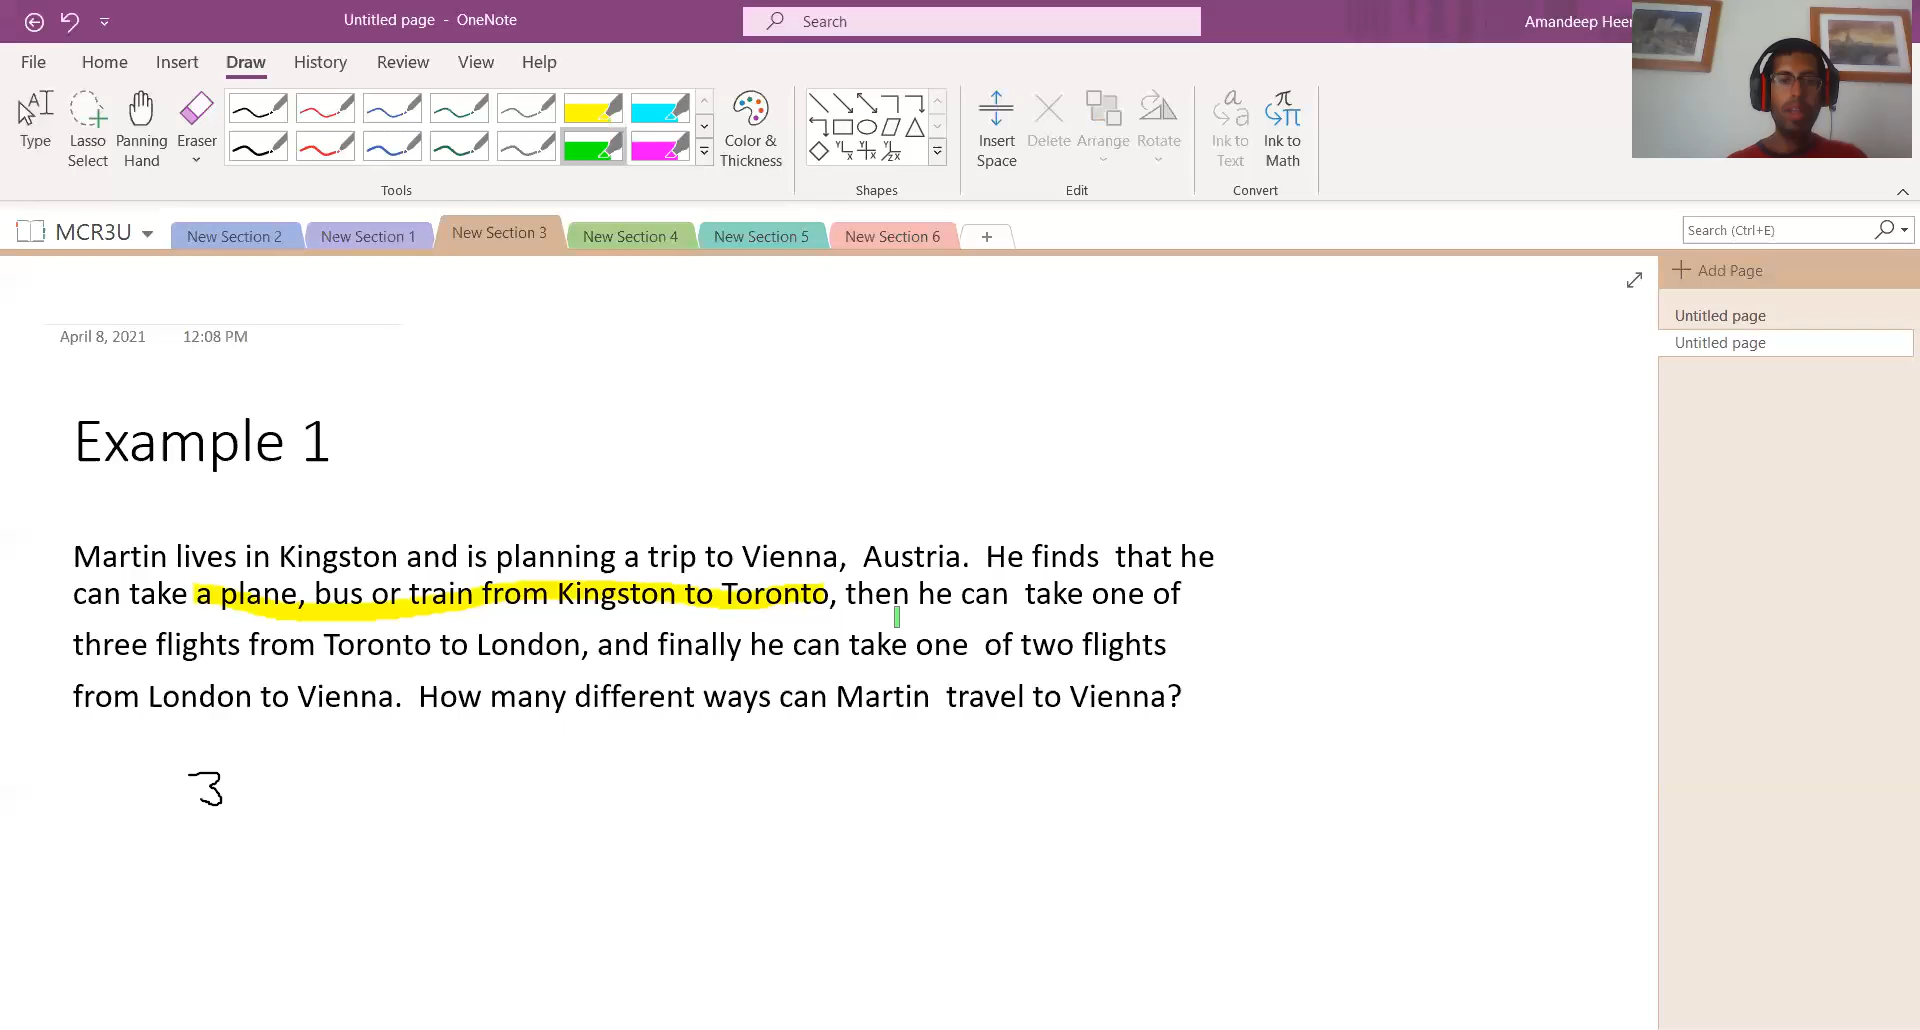 Untitled page - OneNote
Search
Amandeep Heer
File Home Insert Draw History Review View Help
Type
Lasso Select
Panning Hand
Eraser
Color & Thickness
Insert Space
Delete
Arrange
Rotate
Ink to Text
Ink to Math
Tools
Shapes
Edit
Convert
MCR3U
New Section 2
New Section 1
New Section 3
New Section 4
New Section 5
New Section 6
Search (Ctrl+E)
Add Page
Untitled page
Untitled page
April 8, 2021 12:08 PM
Example 1
Martin lives in Kingston and is planning a trip to Vienna, Austria. He finds that he
can take a plane, bus or train from Kingston to Toronto, then he can take one of
three flights from Toronto to London, and finally he can take one of two flights
from London to Vienna. How many different ways can Martin travel to Vienna?
3